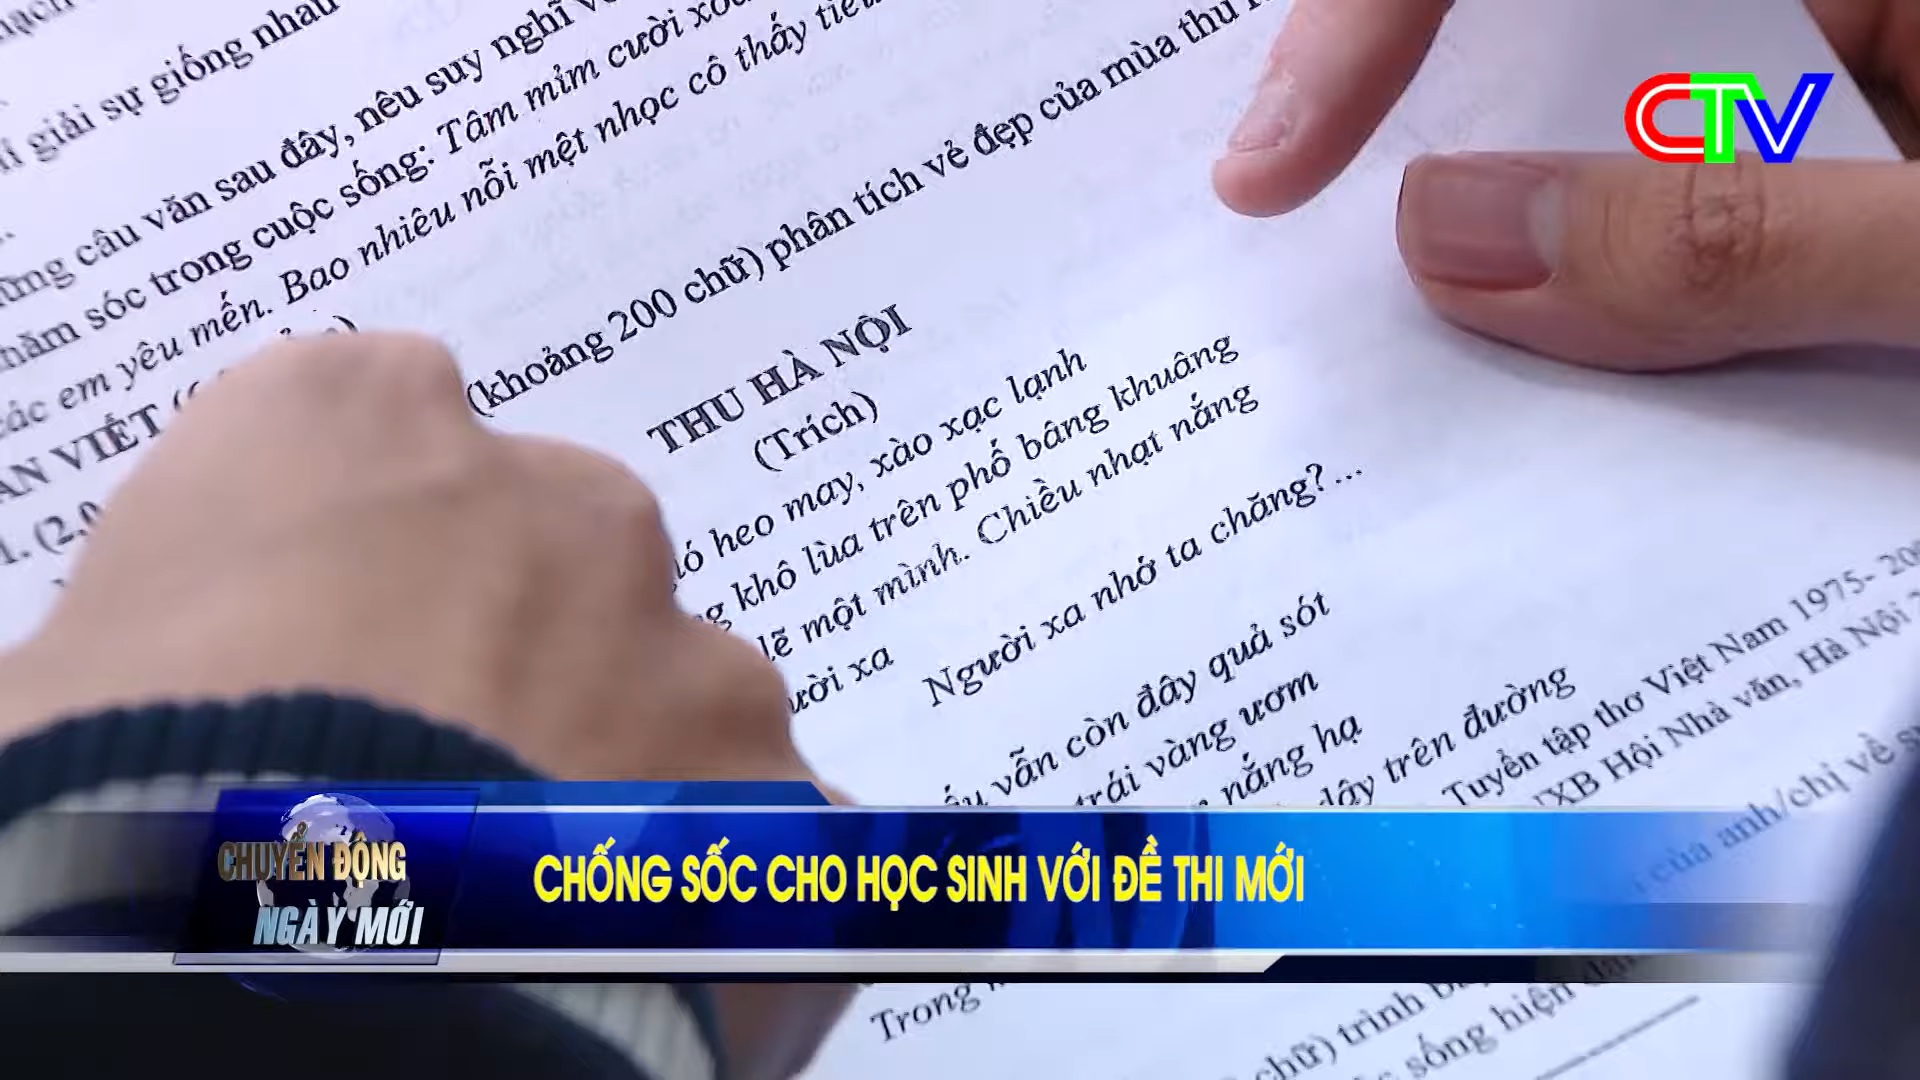 giải sự giống nhau
câu văn sau đây, nêu suy nghĩ
sóc trong cuộc sống: Tâm mỉm cười
các em yêu mến. Bao nhiêu nỗi mệt nhọc cô thấy
VIẾT
(khoảng 200 chữ) phân tích vẻ đẹp của mùa thu
THU HÀ NỘI
(Trích)
heo may, xào xạc lạnh
khô lùa trên phố bâng khuâng
lẽ một mình. Chiều nhạt nắng
xa
Người xa nhớ ta chăng?...
vẫn còn đây quả sót
trái vàng ươm
nắng hạ
dậy trên đường
Tuyển tập thơ Việt Nam 1975-
NXB Hội Nhà văn, Hà Nội
của anh/chị về
Trong
chữ) trình
sống hiện
CTV
CHUYỂN ĐỘNG
NGÀY MỚI
CHỐNG SỐC CHO HỌC SINH VỚI ĐỀ THI MỚI